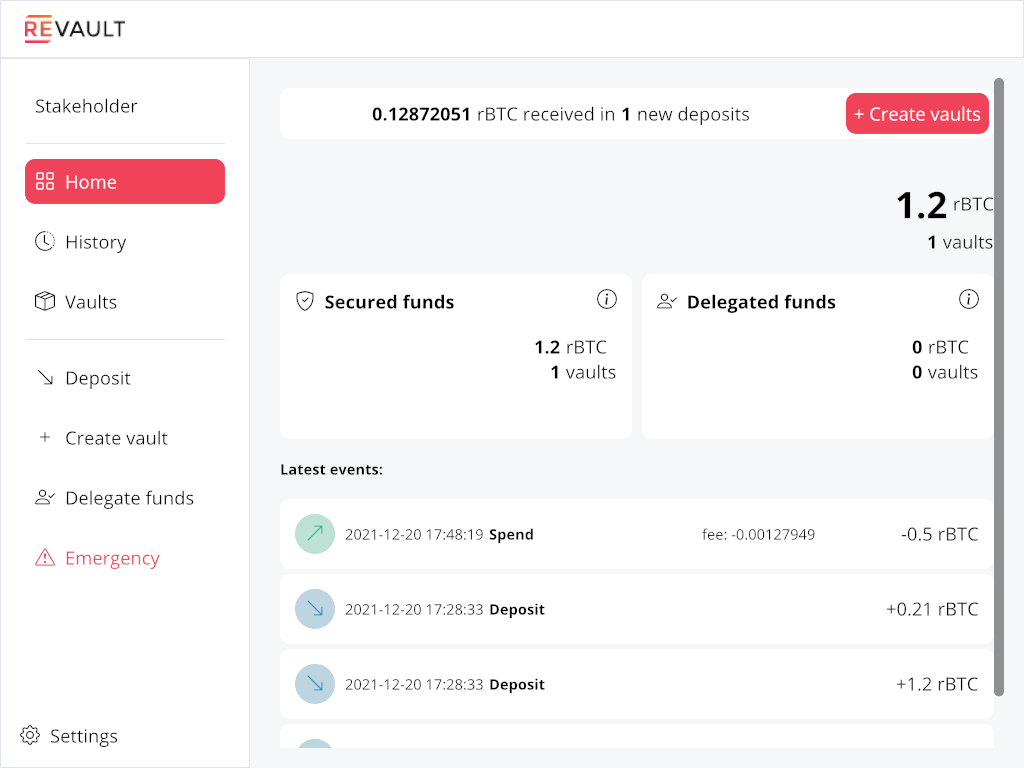 REVAULT
Stakeholder
Home
History
Vaults
Deposit
Create vault
Delegate funds
Emergency
Settings
0.12872051 rBTC received in 1 new deposits
+ Create vaults
1.2 rBTC
1 vaults
Secured funds
1.2 rBTC
1 vaults
Delegated funds
0 rBTC
0 vaults
Latest events:
2021-12-20 17:48:19 Spend fee: -0.00127949 -0.5 rBTC
2021-12-20 17:28:33 Deposit +0.21 rBTC
2021-12-20 17:28:33 Deposit +1.2 rBTC